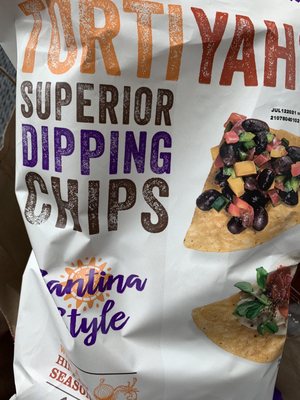 TORTIYAHS
SUPERIOR
DIPPING
CHIPS
Cantina
Style